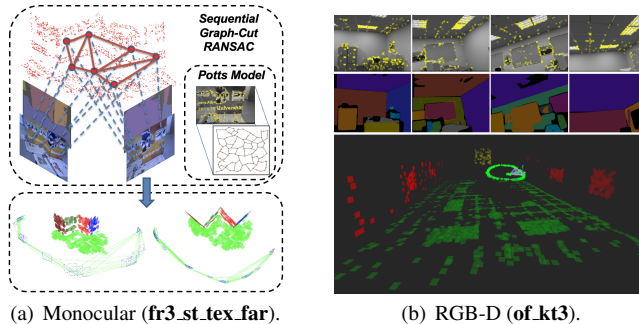 Sequential
Graph-Cut
RANSAC
Potts Model
(a) Monocular (fr3_st_tex_far).
(b) RGB-D (of_kt3).